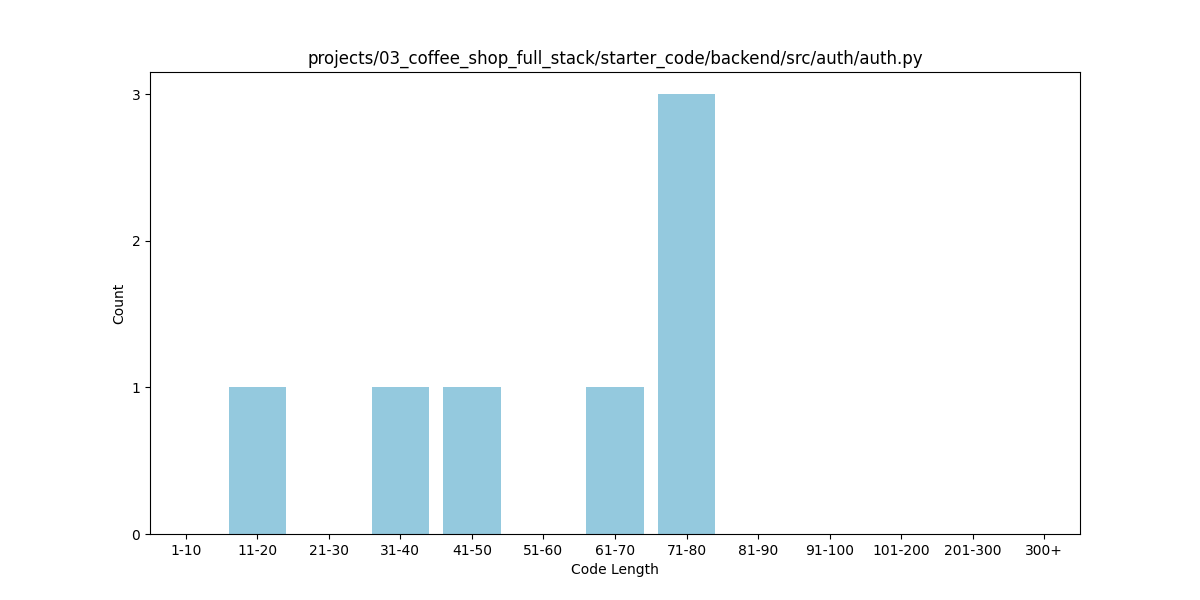 projects/03_coffee_shop_full_stack/starter_code/backend/src/auth/auth.py
3
2
1
0
Count
1-10 11-20 21-30 31-40 41-50 51-60 61-70 71-80 81-90 91-100 101-200 201-300 300+
Code Length